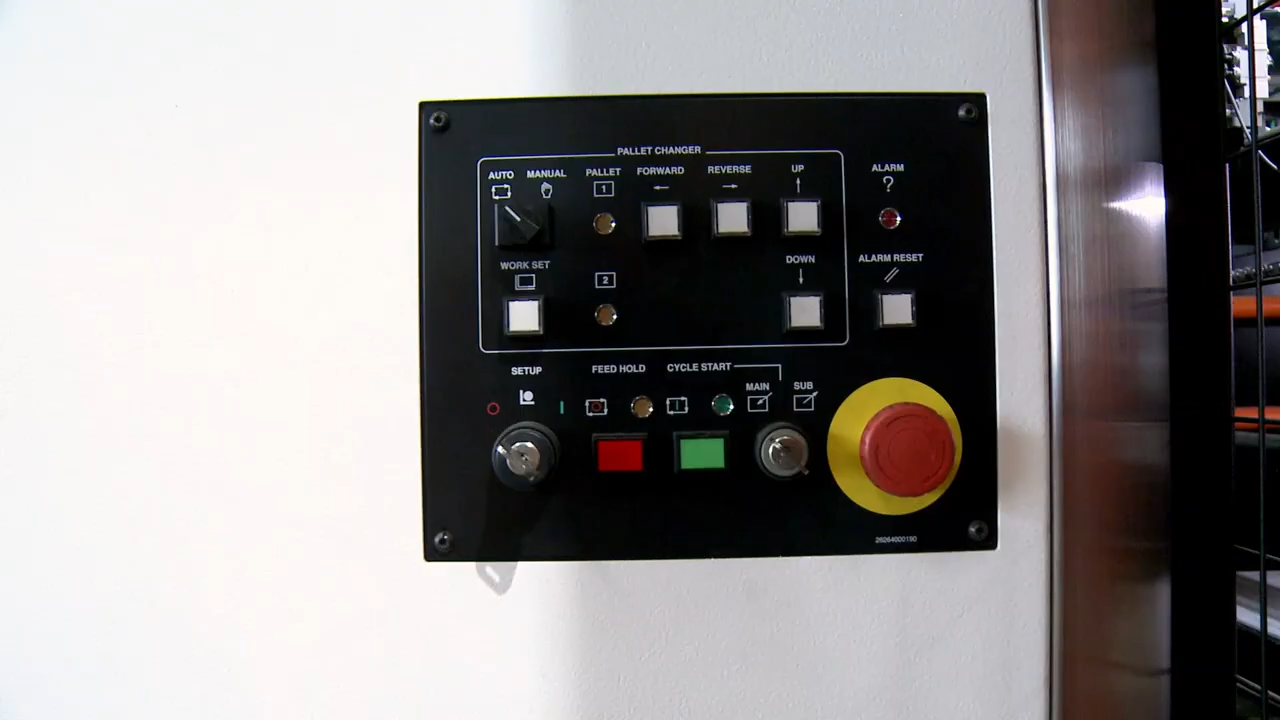 PALLET CHANGER
AUTO MANUAL PALLET FORWARD REVERSE UP ALARM
1 ?
WORK SET DOWN ALARM RESET
2
SETUP FEED HOLD CYCLE START
MAIN SUB
26264000190